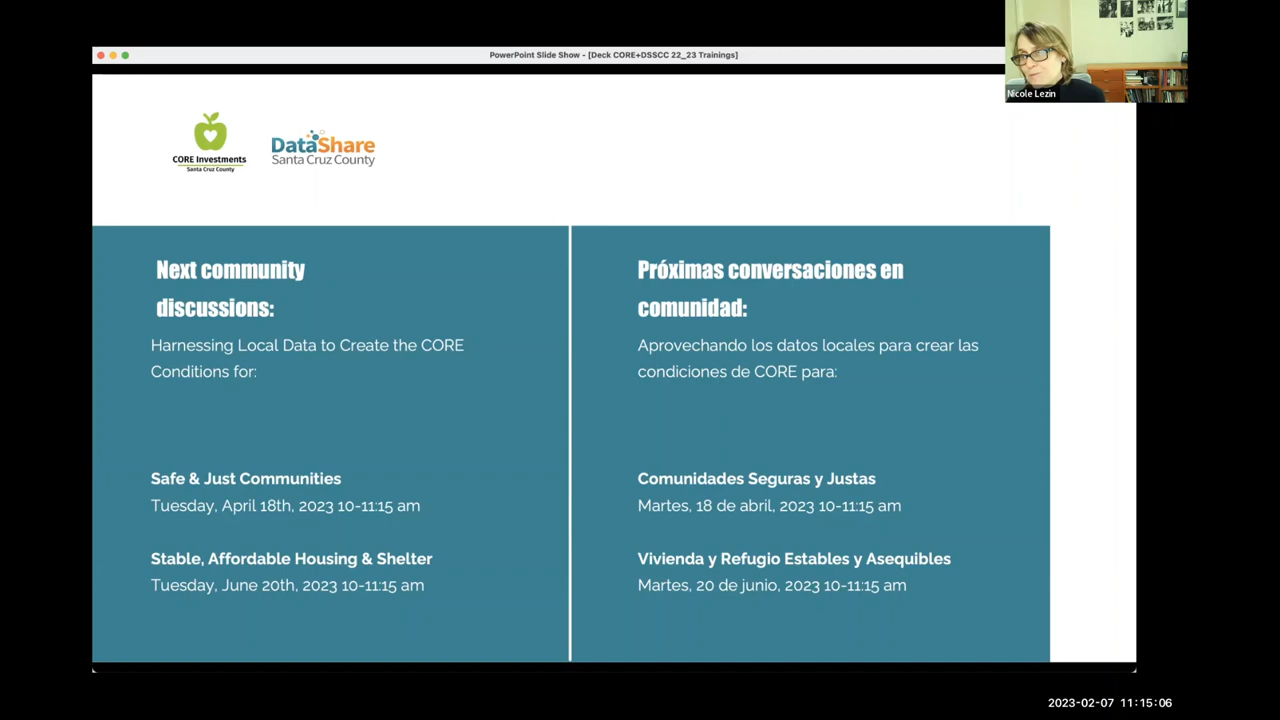 PowerPoint Slide Show - [Deck CORE+DSSCC 22_23 Trainings]
Nicole Lezin
CORE Investments
Santa Cruz County
DataShare
Santa Cruz County
Next community
discussions:
Harnessing Local Data to Create the CORE
Conditions for:
Safe & Just Communities
Tuesday, April 18th, 2023 10-11:15 am
Stable, Affordable Housing & Shelter
Tuesday, June 20th, 2023 10-11:15 am
Próximas conversaciones en
comunidad:
Aprovechando los datos locales para crear las
condiciones de CORE para:
Comunidades Seguras y Justas
Martes, 18 de abril, 2023 10-11:15 am
Vivienda y Refugio Estables y Asequibles
Martes, 20 de junio, 2023 10-11:15 am
2023-02-07 11:15:06